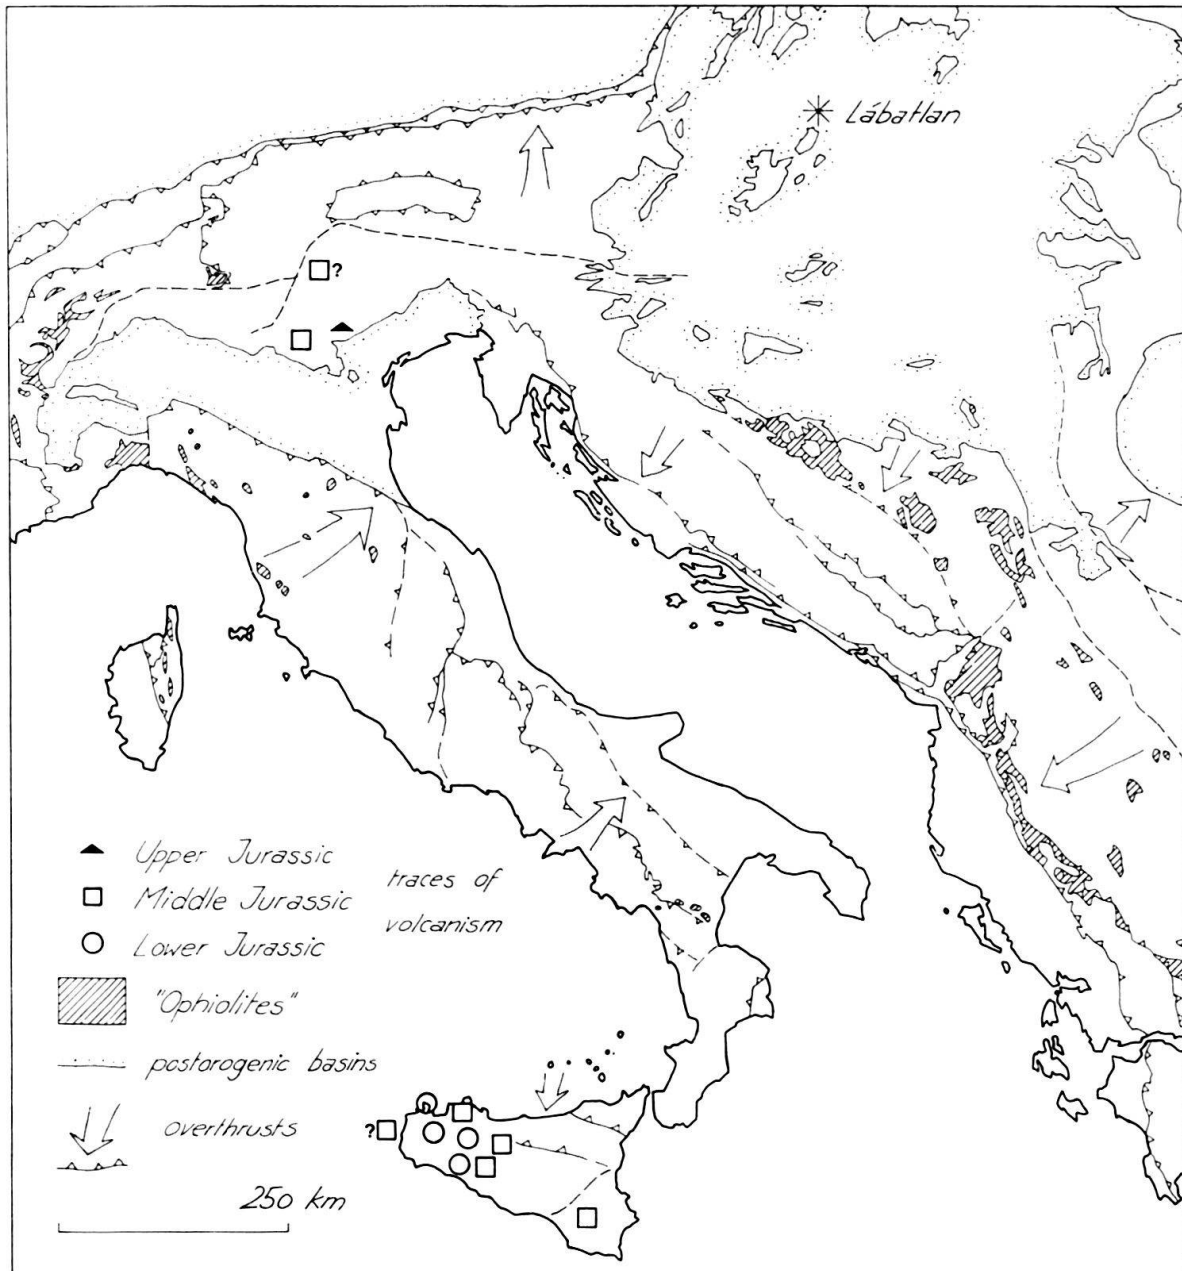 Lábatlan
?
Upper Jurassic
Middle Jurassic
Lower Jurassic
traces of
volcanism
"Ophiolites"
postorogenic basins
overthrusts
?
250 km